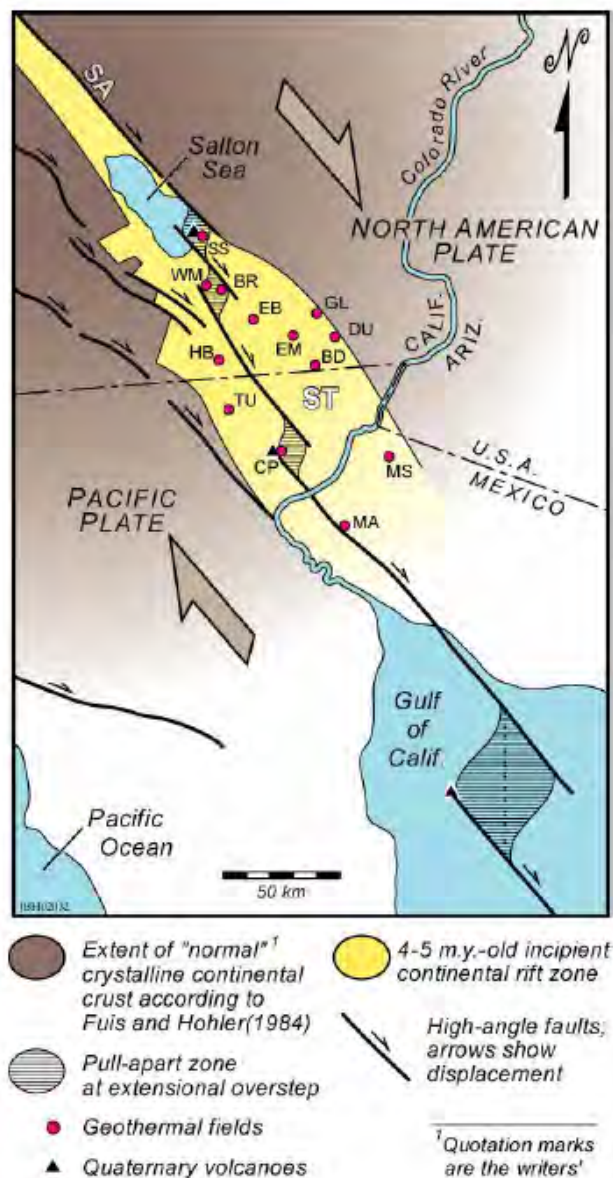 N
SA
Salton
Sea
Colorado River
NORTH AMERICAN
PLATE
SS
WM
BR
EB
GL
EM
DU
HB
BD
CALIF.
ARIZ.
ST
TU
CP
MS
U.S.A.
MEXICO
PACIFIC
PLATE
MA
Gulf
of
Calif.
Pacific
Ocean
50 km
Extent of "normal" 1
crystalline continental
crust according to
Fuis and Hohler(1984)
Pull-apart zone
at extensional overstep
Geothermal fields
Quaternary volcanoes
4-5 m.y.-old incipient
continental rift zone
High-angle faults;
arrows show
displacement
1 Quotation marks
are the writers'